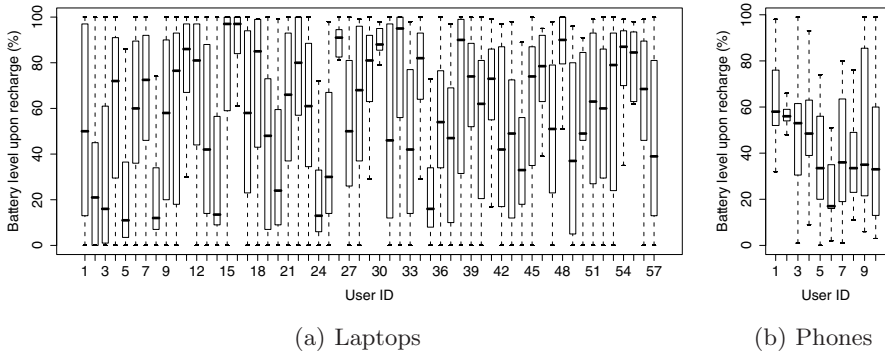 Battery level upon recharge (%)
0 20 40 60 80 100
1 3 5 7 9 12 15 18 21 24 27 30 33 36 39 42 45 48 51 54 57
User ID
(a) Laptops
Battery level upon recharge (%)
0 20 40 60 80 100
1 3 5 7 9
User ID
(b) Phones